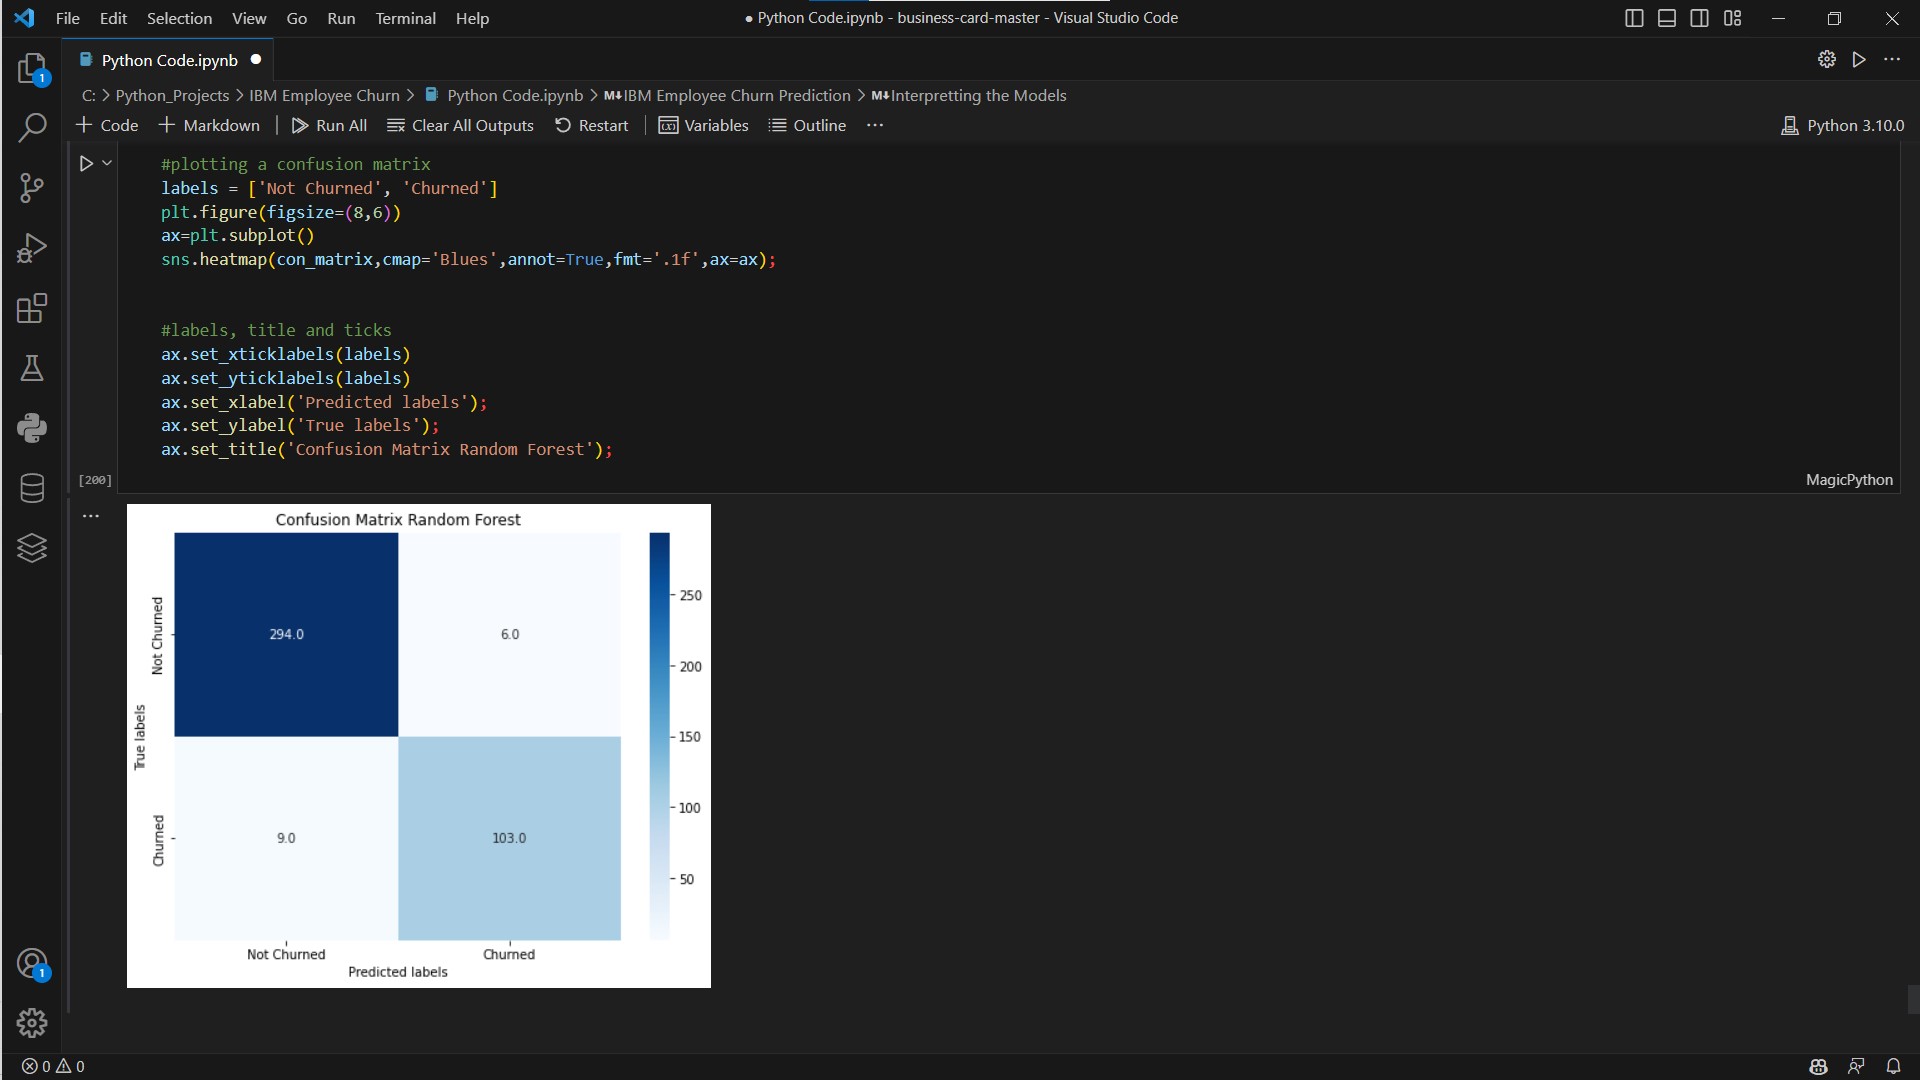 File Edit Selection View Go Run Terminal Help
● Python Code.ipynb - business-card-master - Visual Studio Code
Python Code.ipynb ●
C: > Python_Projects > IBM Employee Churn > Python Code.ipynb > M↓IBM Employee Churn Prediction > M↓Interpretting the Models
+ Code + Markdown | Run All Clear All Outputs Restart | Variables Outline ...
Python 3.10.0
#plotting a confusion matrix
labels = ['Not Churned', 'Churned']
plt.figure(figsize=(8,6))
ax=plt.subplot()
sns.heatmap(con_matrix,cmap='Blues',annot=True,fmt='.1f',ax=ax);
#labels, title and ticks
ax.set_xticklabels(labels)
ax.set_yticklabels(labels)
ax.set_xlabel('Predicted labels');
ax.set_ylabel('True labels');
ax.set_title('Confusion Matrix Random Forest');
[200]
MagicPython
...
Confusion Matrix Random Forest
294.0
6.0
9.0
103.0
Not Churned
Churned
True labels
Not Churned
Churned
Predicted labels
250
200
150
100
50
1
1
0 0